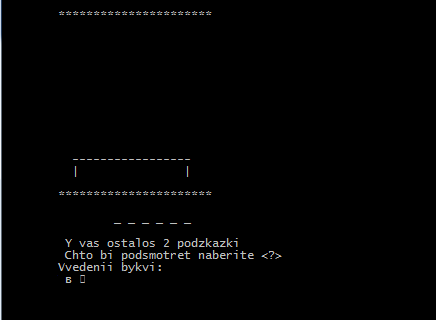 **********************
-----------------
| |
**********************
_ _ _ _ _ _
Y vas ostalos 2 podzkazki
Chto bi podsmotret naberite <?>
Vvedenii bykvi:
в